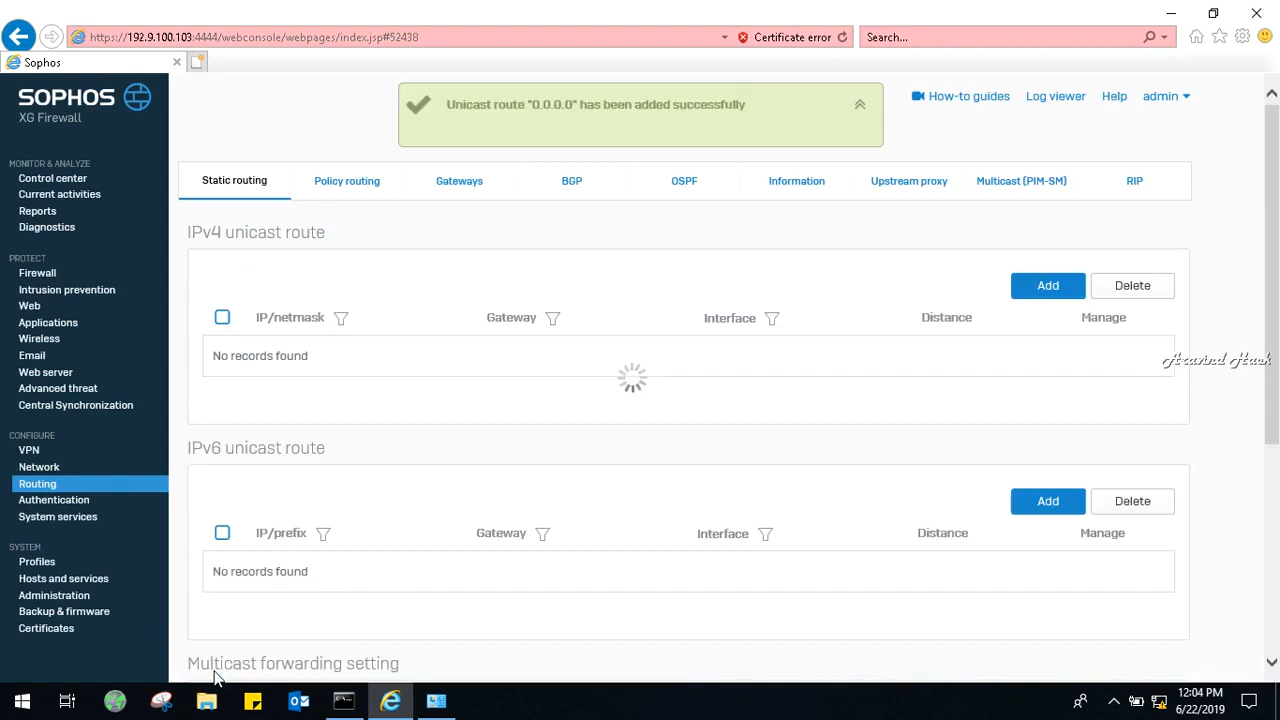 https://192.9.100.103:4444/webconsole/webpages/index.jsp#52438
Certificate error
Search...
Sophos
SOPHOS
XG Firewall
Unicast route "0.0.0.0" has been added successfully
How-to guides
Log viewer
Help
admin
MONITOR & ANALYZE
Control center
Current activities
Reports
Diagnostics
PROTECT
Firewall
Intrusion prevention
Web
Applications
Wireless
Email
Web server
Advanced threat
Central Synchronization
CONFIGURE
VPN
Network
Routing
Authentication
System services
SYSTEM
Profiles
Hosts and services
Administration
Backup & firmware
Certificates
Static routing
Policy routing
Gateways
BGP
OSPF
Information
Upstream proxy
Multicast (PIM-SM)
RIP
IPv4 unicast route
Add
Delete
IP/netmask
Gateway
Interface
Distance
Manage
No records found
Aravind Hack
IPv6 unicast route
Add
Delete
IP/prefix
Gateway
Interface
Distance
Manage
No records found
Multicast forwarding setting
12:04 PM
6/22/2019